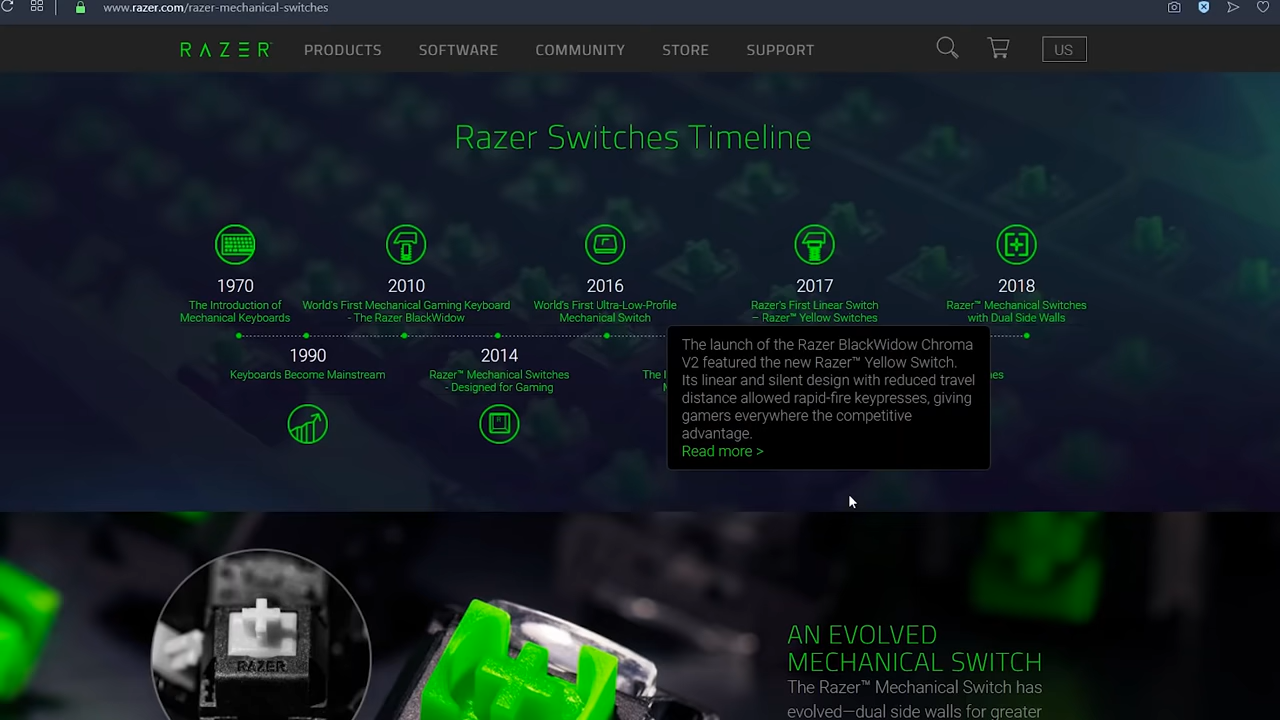 www.razer.com/razer-mechanical-switches
RAZER
PRODUCTS
SOFTWARE
COMMUNITY
STORE
SUPPORT
US
Razer Switches Timeline
1970
The Introduction of
Mechanical Keyboards
2010
World's First Mechanical Gaming Keyboard
- The Razer BlackWidow
2016
World's First Ultra-Low-Profile
Mechanical Switch
2017
Razer's First Linear Switch
– Razer™ Yellow Switches
2018
Razer™ Mechanical Switches
with Dual Side Walls
1990
Keyboards Become Mainstream
2014
Razer™ Mechanical Switches
- Designed for Gaming
The launch of the Razer BlackWidow Chroma
V2 featured the new Razer™ Yellow Switch.
Its linear and silent design with reduced travel
distance allowed rapid-fire keypresses, giving
gamers everywhere the competitive
advantage.
Read more >
RAZER
AN EVOLVED
MECHANICAL SWITCH
The Razer™ Mechanical Switch has
evolved—dual side walls for greater